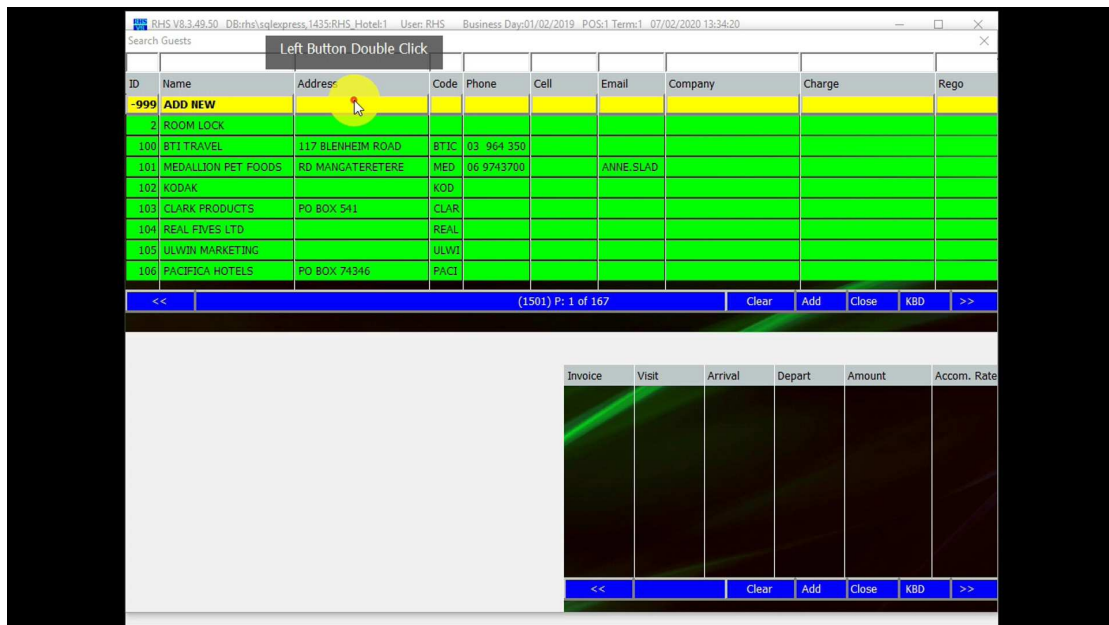 RHS V8.3.49.50 DB:rhs\sqlexpress,1435:RHS_Hotel:1 User: RHS Business Day:01/02/2019 POS:1 Term:1 07/02/2020 13:34:20
Search Guests
Left Button Double Click
ID Name Address Code Phone Cell Email Company Charge Rego
-999 ADD NEW
2 ROOM LOCK
100 BTI TRAVEL 117 BLENHEIM ROAD BTIC 03 964 350
101 MEDALLION PET FOODS RD MANGATERETERE MED 06 9743700 ANNE.SLAD
102 KODAK KOD
103 CLARK PRODUCTS PO BOX 541 CLAR
104 REAL FIVES LTD REAL
105 ULWIN MARKETING ULWI
106 PACIFICA HOTELS PO BOX 74346 PACI
<< (1501) P: 1 of 167 Clear Add Close KBD >>
Invoice Visit Arrival Depart Amount Accom. Rate
<< Clear Add Close KBD >>